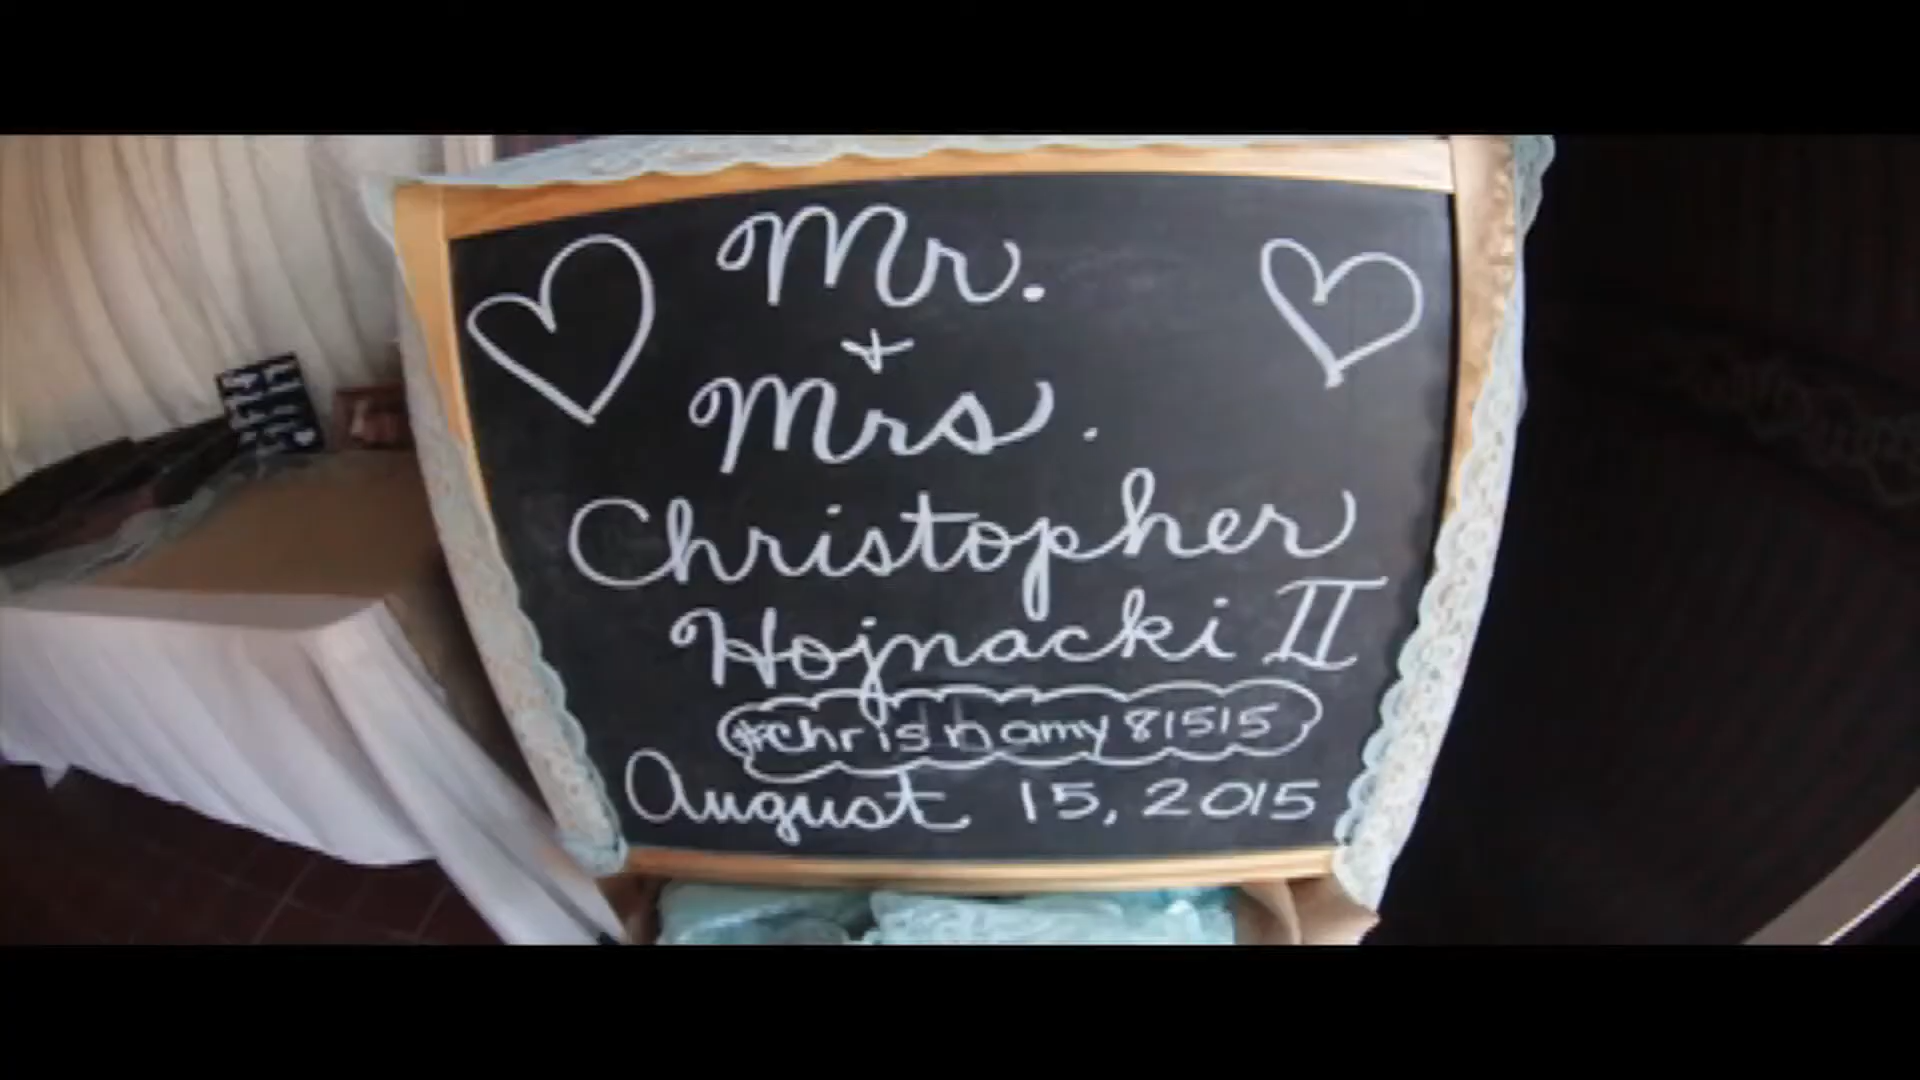 Mr.
+
Mrs.
Christopher
Hojnacki II
#chrisnamy81515
August 15, 2015